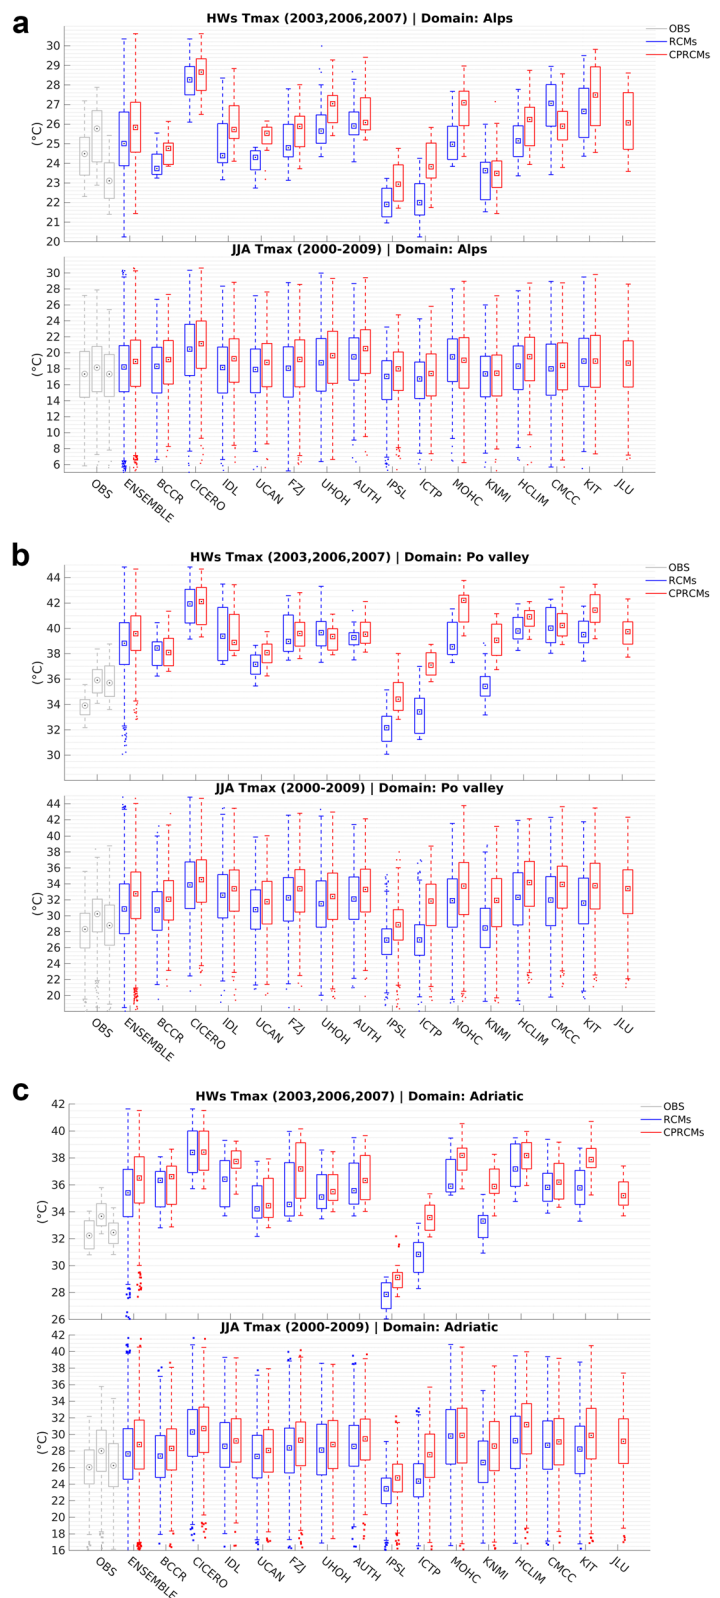 a
HWs Tmax (2003,2006,2007) | Domain: Alps
OBS
RCMs
CPRCMs
31
30
29
28
27
26
25
24
23
22
21
20
(°C)
JJA Tmax (2000-2009) | Domain: Alps
30
28
26
24
22
20
18
16
14
12
10
8
6
(°C)
OBS
ENSEMBLE
BCCR
CICERO
IDL
UCAN
FZJ
UHOH
AUTH
IPSL
ICTP
MOHC
KNMI
HCLIM
CMCC
KIT
JLU
b
HWs Tmax (2003,2006,2007) | Domain: Po valley
OBS
RCMs
CPRCMs
44
42
40
38
36
34
32
30
(°C)
JJA Tmax (2000-2009) | Domain: Po valley
44
42
40
38
36
34
32
30
28
26
24
22
20
(°C)
OBS
ENSEMBLE
BCCR
CICERO
IDL
UCAN
FZJ
UHOH
AUTH
IPSL
ICTP
MOHC
KNMI
HCLIM
CMCC
KIT
JLU
c
HWs Tmax (2003,2006,2007) | Domain: Adriatic
OBS
RCMs
CPRCMs
42
40
38
36
34
32
30
28
26
(°C)
JJA Tmax (2000-2009) | Domain: Adriatic
42
40
38
36
34
32
30
28
26
24
22
20
18
16
(°C)
OBS
ENSEMBLE
BCCR
CICERO
IDL
UCAN
FZJ
UHOH
AUTH
IPSL
ICTP
MOHC
KNMI
HCLIM
CMCC
KIT
JLU